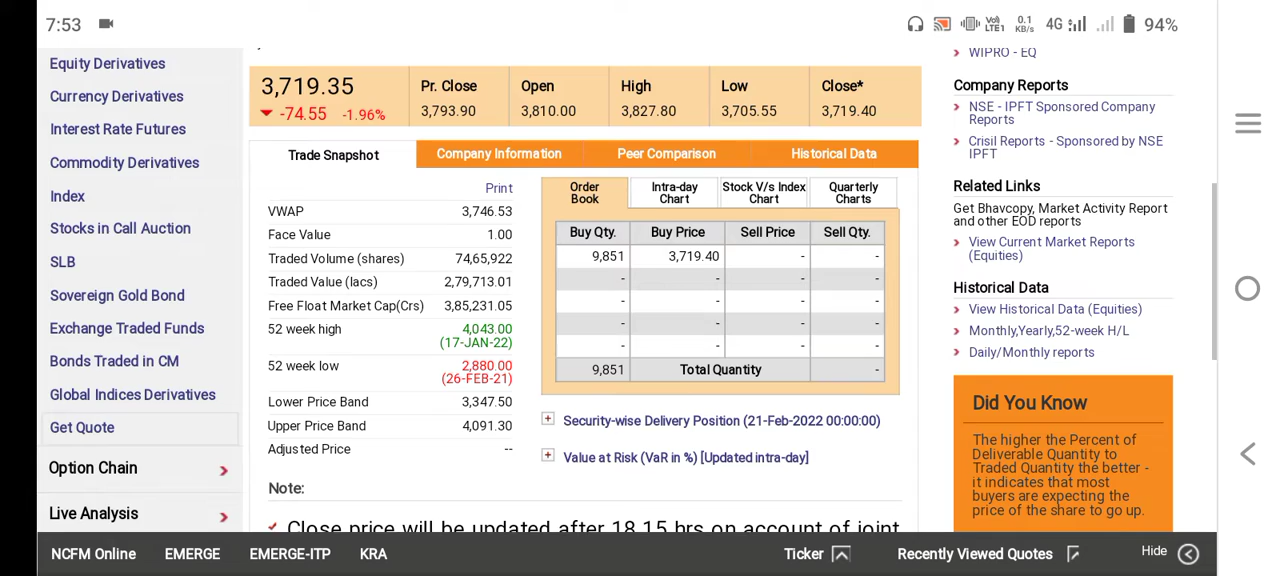 7:53
Vo)
LTE1
0.1
KB/s
4G
94%
Equity Derivatives
Currency Derivatives
Interest Rate Futures
Commodity Derivatives
Index
Stocks in Call Auction
SLB
Sovereign Gold Bond
Exchange Traded Funds
Bonds Traded in CM
Global Indices Derivatives
Get Quote
Option Chain
Live Analysis
3,719.35
-74.55 -1.96%
Pr. Close
3,793.90
Open
3,810.00
High
3,827.80
Low
3,705.55
Close*
3,719.40
Trade Snapshot
Company Information
Peer Comparison
Historical Data
Print
VWAP 3,746.53
Face Value 1.00
Traded Volume (shares) 74,65,922
Traded Value (lacs) 2,79,713.01
Free Float Market Cap(Crs) 3,85,231.05
52 week high 4,043.00
(17-JAN-22)
52 week low 2,880.00
(26-FEB-21)
Lower Price Band 3,347.50
Upper Price Band 4,091.30
Adjusted Price --
Order
Book
Intra-day
Chart
Stock V/s Index
Chart
Quarterly
Charts
Buy Qty. Buy Price Sell Price Sell Qty.
9,851 3,719.40 - -
- - - -
- - - -
- - - -
- - - -
9,851 Total Quantity -
Security-wise Delivery Position (21-Feb-2022 00:00:00)
Value at Risk (VaR in %) [Updated intra-day]
Note:
Close price will be updated after 18.15 hrs on account of joint
WIPRO - EQ
Company Reports
NSE - IPFT Sponsored Company
Reports
Crisil Reports - Sponsored by NSE
IPFT
Related Links
Get Bhavcopy, Market Activity Report
and other EOD reports
View Current Market Reports
(Equities)
Historical Data
View Historical Data (Equities)
Monthly,Yearly,52-week H/L
Daily/Monthly reports
Did You Know
The higher the Percent of
Deliverable Quantity to
Traded Quantity the better -
it indicates that most
buyers are expecting the
price of the share to go up.
NCFM Online
EMERGE
EMERGE-ITP
KRA
Ticker
Recently Viewed Quotes
Hide